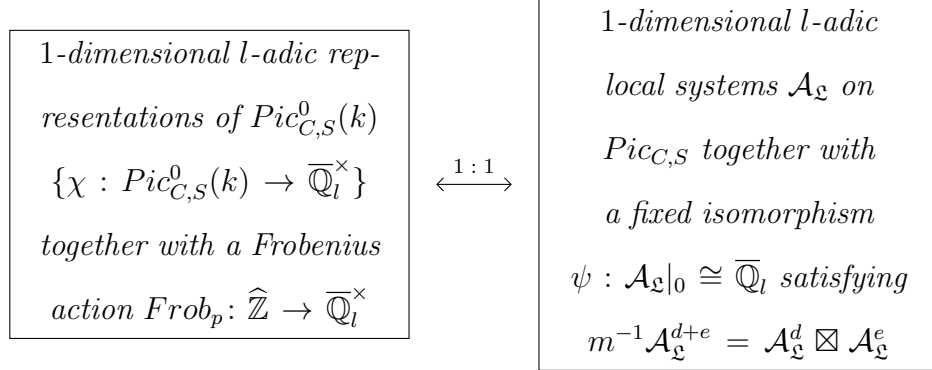 1-dimensional l-adic rep-
resentations of Pic^0_{C,S}(k)
{χ : Pic^0_{C,S}(k) → \overline{ℚ}_l^×}
together with a Frobenius
action Frob_p : \widehat{ℤ} → \overline{ℚ}_l^×
1 : 1
⟷
1-dimensional l-adic
local systems 𝒜_𝔏 on
Pic_{C,S} together with
a fixed isomorphism
ψ : 𝒜_𝔏|_0 ≅ \overline{ℚ}_l satisfying
m^{-1}𝒜_𝔏^{d+e} = 𝒜_𝔏^d ⊠ 𝒜_𝔏^e